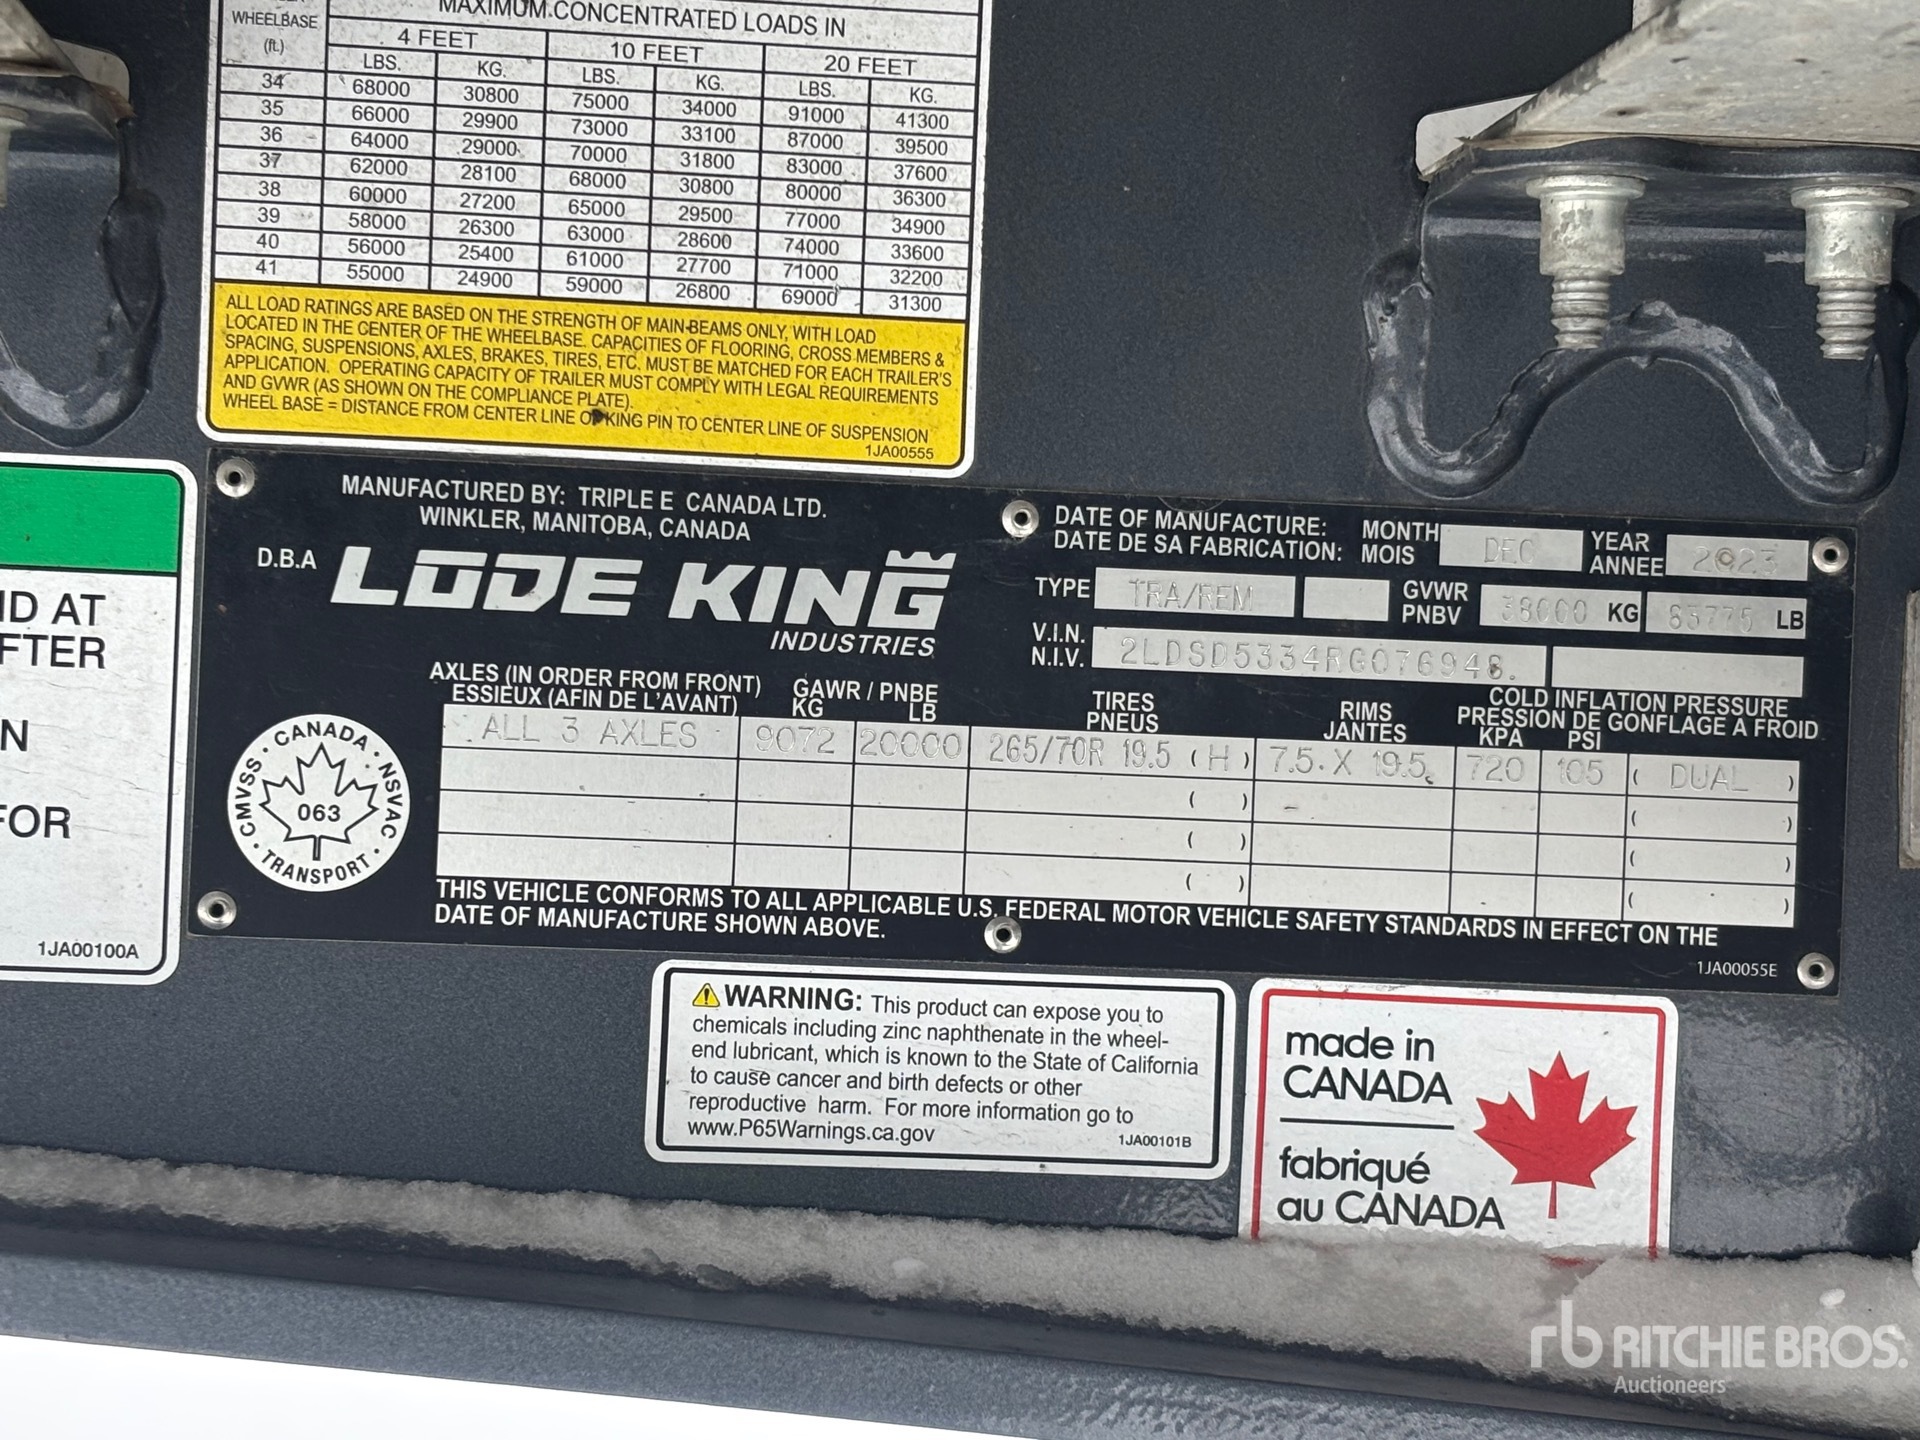 WHEELBASE
(ft.)
MAXIMUM CONCENTRATED LOADS IN
4 FEET 10 FEET 20 FEET
LBS. KG. LBS. KG. LBS. KG.
34 68000 30800 75000 34000 91000 41300
35 66000 29900 73000 33100 87000 39500
36 64000 29000 70000 31800 83000 37600
37 62000 28100 68000 30800 80000 36300
38 60000 27200 65000 29500 77000 34900
39 58000 26300 63000 28600 74000 33600
40 56000 25400 61000 27700 71000 32200
41 55000 24900 59000 26800 69000 31300
ALL LOAD RATINGS ARE BASED ON THE STRENGTH OF MAIN-BEAMS ONLY, WITH LOAD
LOCATED IN THE CENTER OF THE WHEELBASE. CAPACITIES OF FLOORING, CROSS MEMBERS &
SPACING, SUSPENSIONS, AXLES, BRAKES, TIRES, ETC. MUST BE MATCHED FOR EACH TRAILER'S
APPLICATION. OPERATING CAPACITY OF TRAILER MUST COMPLY WITH LEGAL REQUIREMENTS
AND GVWR (AS SHOWN ON THE COMPLIANCE PLATE).
WHEEL BASE = DISTANCE FROM CENTER LINE OF KING PIN TO CENTER LINE OF SUSPENSION
1JA00555
ID AT
FTER
N
FOR
1JA00100A
MANUFACTURED BY: TRIPLE E CANADA LTD.
WINKLER, MANITOBA, CANADA
D.B.A LODE KING
INDUSTRIES
DATE OF MANUFACTURE: MONTH DEC YEAR 2023
DATE DE SA FABRICATION: MOIS ANNEE
TYPE TRA/REM GVWR 38000 KG 83775 LB
PNBV
V.I.N. 2LDSD5334RG076948.
N.I.V.
AXLES (IN ORDER FROM FRONT) GAWR / PNBE TIRES RIMS COLD INFLATION PRESSURE
ESSIEUX (AFIN DE L'AVANT) KG LB PNEUS JANTES PRESSION DE GONFLAGE A FROID
KPA PSI
ALL 3 AXLES 9072 20000 265/70R 19.5 (H) 7.5 X 19.5 720 105 ( DUAL )
( ) ( )
( ) ( )
( ) ( )
CANADA · NSVAC · TRANSPORT · CMVSS ·
063
THIS VEHICLE CONFORMS TO ALL APPLICABLE U.S. FEDERAL MOTOR VEHICLE SAFETY STANDARDS IN EFFECT ON THE
DATE OF MANUFACTURE SHOWN ABOVE.
1JA00055E
WARNING: This product can expose you to
chemicals including zinc naphthenate in the wheel-
end lubricant, which is known to the State of California
to cause cancer and birth defects or other
reproductive harm. For more information go to
www.P65Warnings.ca.gov
1JA00101B
made in
CANADA
fabriqué
au CANADA
rb RITCHIE BROS.
Auctioneers